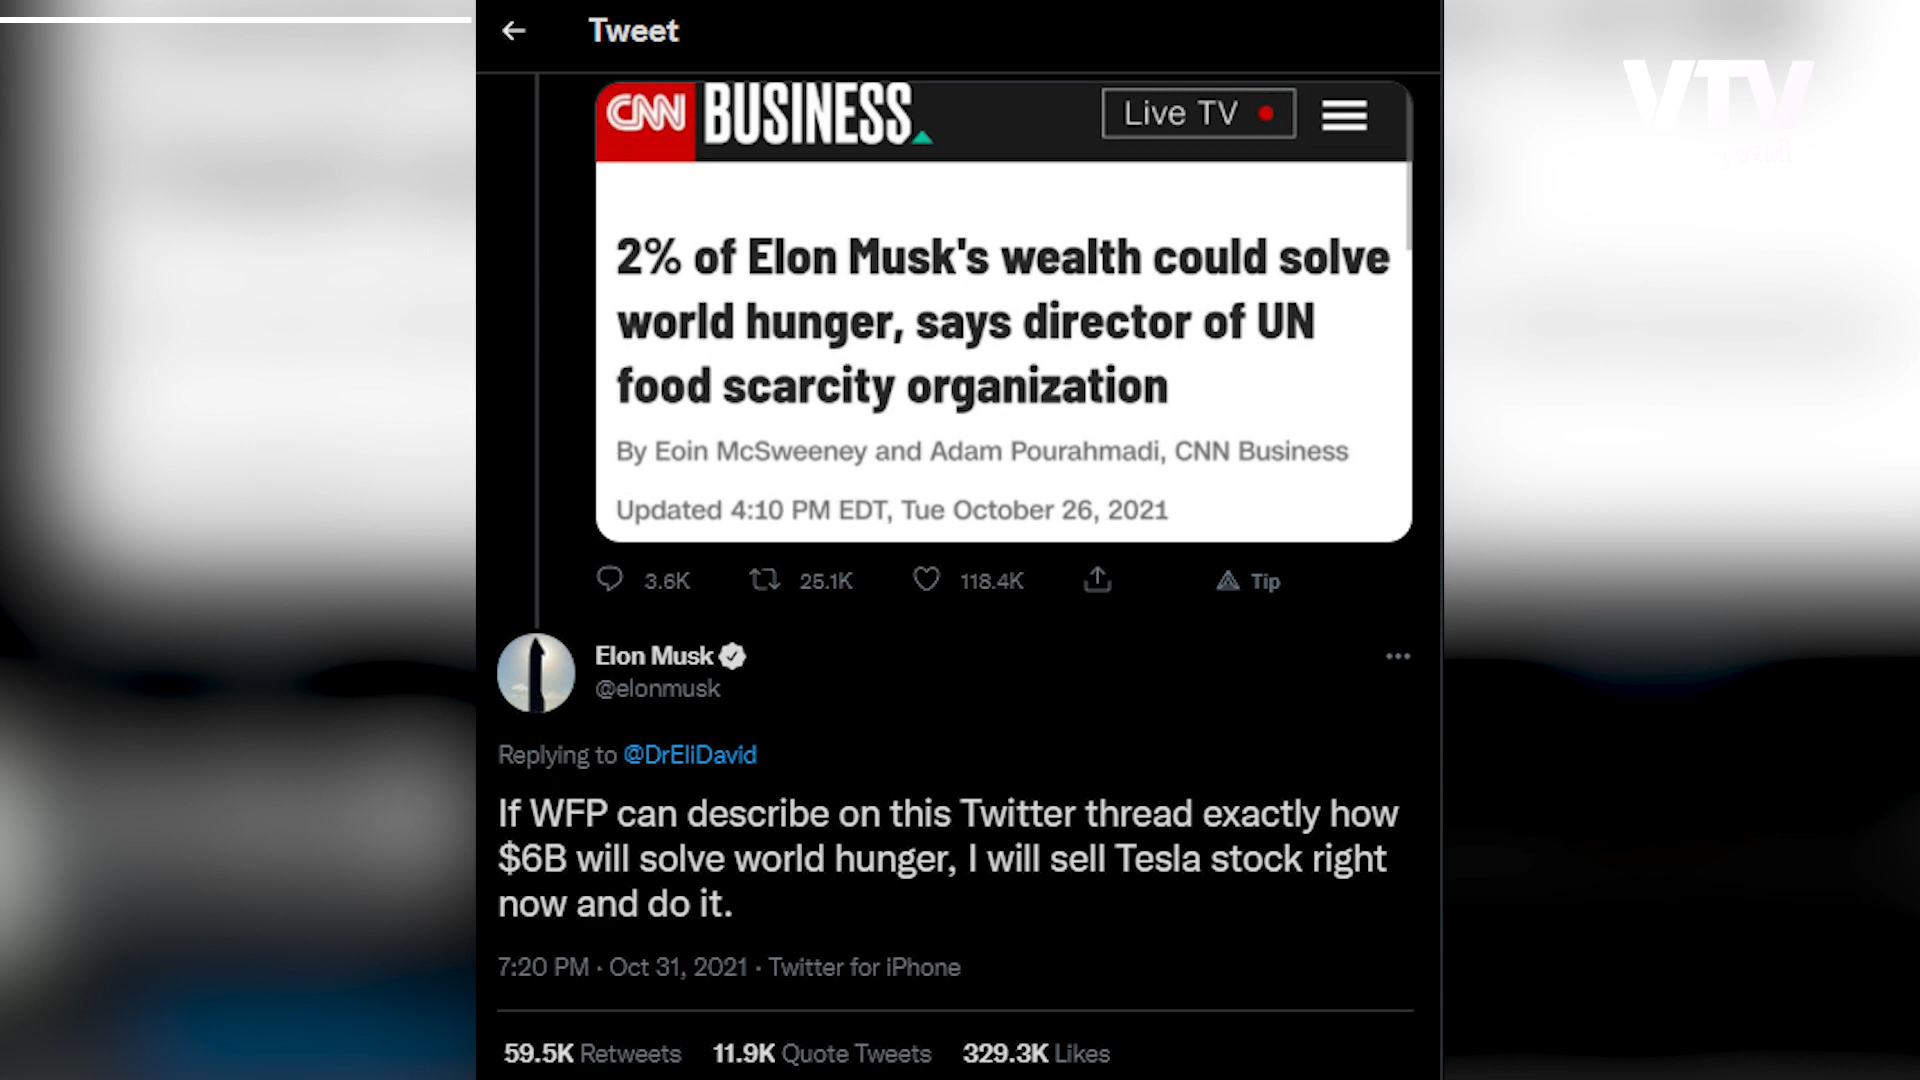 Tweet
CNN BUSINESS
Live TV
VTV
ગુજરાતી
2% of Elon Musk's wealth could solve
world hunger, says director of UN
food scarcity organization
By Eoin McSweeney and Adam Pourahmadi, CNN Business
Updated 4:10 PM EDT, Tue October 26, 2021
3.6K 25.1K 118.4K Tip
Elon Musk
@elonmusk
Replying to @DrEliDavid
If WFP can describe on this Twitter thread exactly how
$6B will solve world hunger, I will sell Tesla stock right
now and do it.
7:20 PM · Oct 31, 2021 · Twitter for iPhone
59.5K Retweets 11.9K Quote Tweets 329.3K Likes